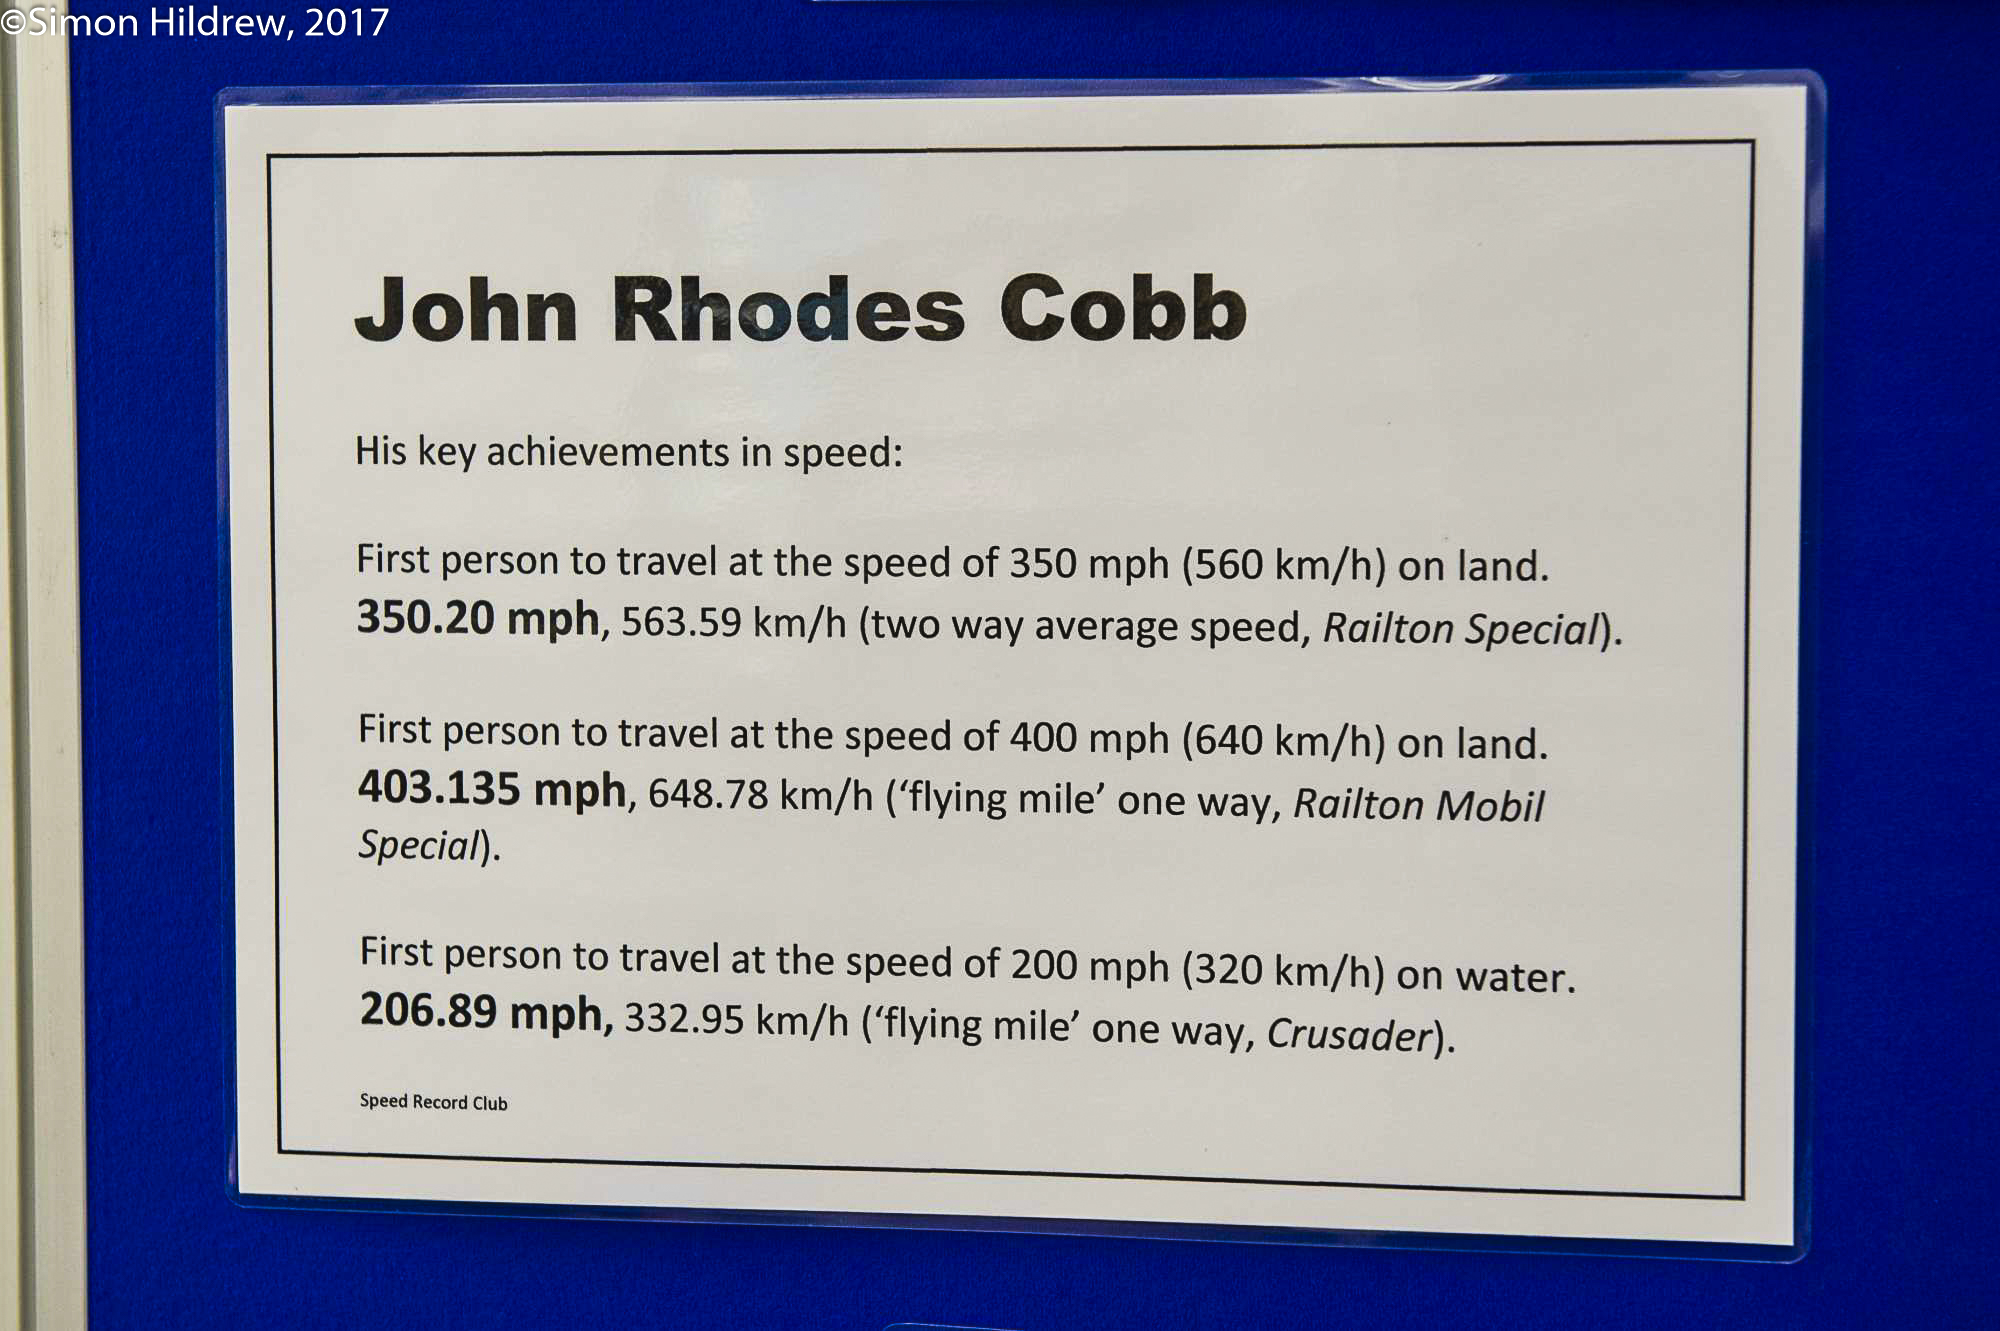 ©Simon Hildrew, 2017
John Rhodes Cobb
His key achievements in speed:
First person to travel at the speed of 350 mph (560 km/h) on land.
350.20 mph, 563.59 km/h (two way average speed, Railton Special).
First person to travel at the speed of 400 mph (640 km/h) on land.
403.135 mph, 648.78 km/h (‘flying mile’ one way, Railton Mobil
Special).
First person to travel at the speed of 200 mph (320 km/h) on water.
206.89 mph, 332.95 km/h (‘flying mile’ one way, Crusader).
Speed Record Club